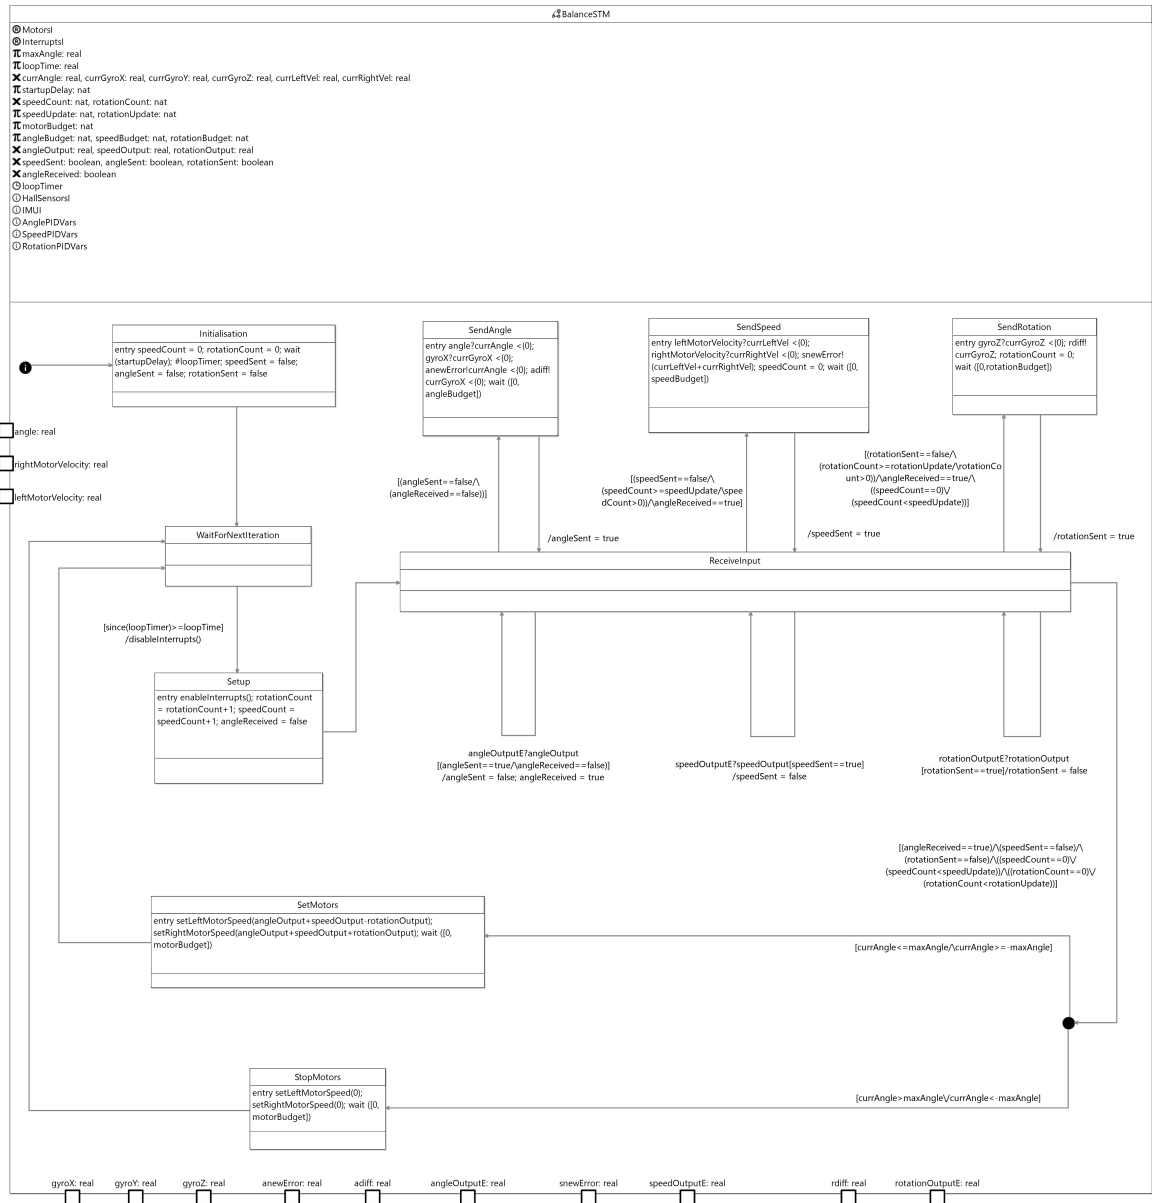 BalanceSTM
MotorsI
InterruptsI
maxAngle: real
loopTime: real
currAngle: real, currGyroX: real, currGyroY: real, currGyroZ: real, currLeftVel: real, currRightVel: real
startupDelay: nat
speedCount: nat, rotationCount: nat
speedUpdate: nat, rotationUpdate: nat
motorBudget: nat
angleBudget: nat, speedBudget: nat, rotationBudget: nat
angleOutput: real, speedOutput: real, rotationOutput: real
speedSent: boolean, angleSent: boolean, rotationSent: boolean
angleReceived: boolean
loopTimer
HallSensorsI
IMUI
AnglePIDVars
SpeedPIDVars
RotationPIDVars
Initialisation
entry speedCount = 0; rotationCount = 0; wait
(startupDelay); #loopTimer; speedSent = false;
angleSent = false; rotationSent = false
SendAngle
entry angle?currAngle <{0};
gyroX?currGyroX <{0};
anewError!currAngle <{0}; adiff!
currGyroX <{0}; wait ([0,
angleBudget])
SendSpeed
entry leftMotorVelocity?currLeftVel <{0};
rightMotorVelocity?currRightVel <{0}; snewError!
(currLeftVel+currRightVel); speedCount = 0; wait ([0,
speedBudget])
SendRotation
entry gyroZ?currGyroZ <{0}; rdiff!
currGyroZ; rotationCount = 0;
wait ([0,rotationBudget])
angle: real
rightMotorVelocity: real
leftMotorVelocity: real
[(angleSent==false/\
(angleReceived==false))]
/angleSent = true
[(speedSent==false/\
(speedCount>=speedUpdate/\spee
dCount>0))/\angleReceived==true]
/speedSent = true
[(rotationSent==false/\
(rotationCount>=rotationUpdate/\rotationCo
unt>0))/\angleReceived==true/\
((speedCount==0)\/
(speedCount<speedUpdate))]
/rotationSent = true
WaitForNextIteration
ReceiveInput
[since(loopTimer)>=loopTime]
/disableInterrupts()
Setup
entry enableInterrupts(); rotationCount
= rotationCount+1; speedCount =
speedCount+1; angleReceived = false
angleOutputE?angleOutput
[(angleSent==true/\angleReceived==false)]
/angleSent = false; angleReceived = true
speedOutputE?speedOutput[speedSent==true]
/speedSent = false
rotationOutputE?rotationOutput
[rotationSent==true]/rotationSent = false
[(angleReceived==true)/\(speedSent==false)/\
(rotationSent==false)/\((speedCount==0)\/
(speedCount<speedUpdate))/\((rotationCount==0)\/
(rotationCount<rotationUpdate))]
SetMotors
entry setLeftMotorSpeed(angleOutput+speedOutput-rotationOutput);
setRightMotorSpeed(angleOutput+speedOutput+rotationOutput); wait ([0,
motorBudget])
[currAngle<=maxAngle/\currAngle>=-maxAngle]
StopMotors
entry setLeftMotorSpeed(0);
setRightMotorSpeed(0); wait ([0,
motorBudget])
[currAngle>maxAngle\/currAngle<-maxAngle]
gyroX: real
gyroY: real
gyroZ: real
anewError: real
adiff: real
angleOutputE: real
snewError: real
speedOutputE: real
rdiff: real
rotationOutputE: real